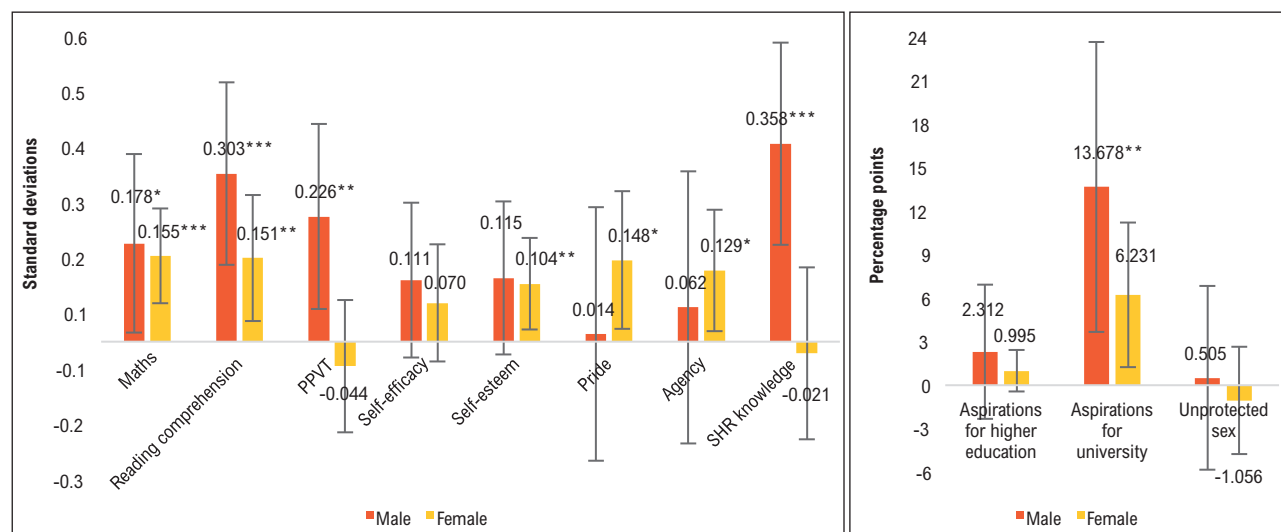 Standard deviations
0.6
0.5
0.4
0.3
0.2
0.1
-0.1
-0.2
-0.3
0.178*
0.155***
0.303***
0.151**
0.226**
-0.044
0.111
0.070
0.115
0.104**
0.014
0.148*
0.062
0.129*
0.358***
-0.021
Maths
Reading comprehension
PPVT
Self-efficacy
Self-esteem
Pride
Agency
SHR knowledge
Male Female
Percentage points
24
21
18
15
12
9
6
3
0
-3
-6
2.312
0.995
13.678**
6.231
0.505
-1.056
Aspirations
for higher
education
Aspirations
for
university
Unprotected
sex
Male Female